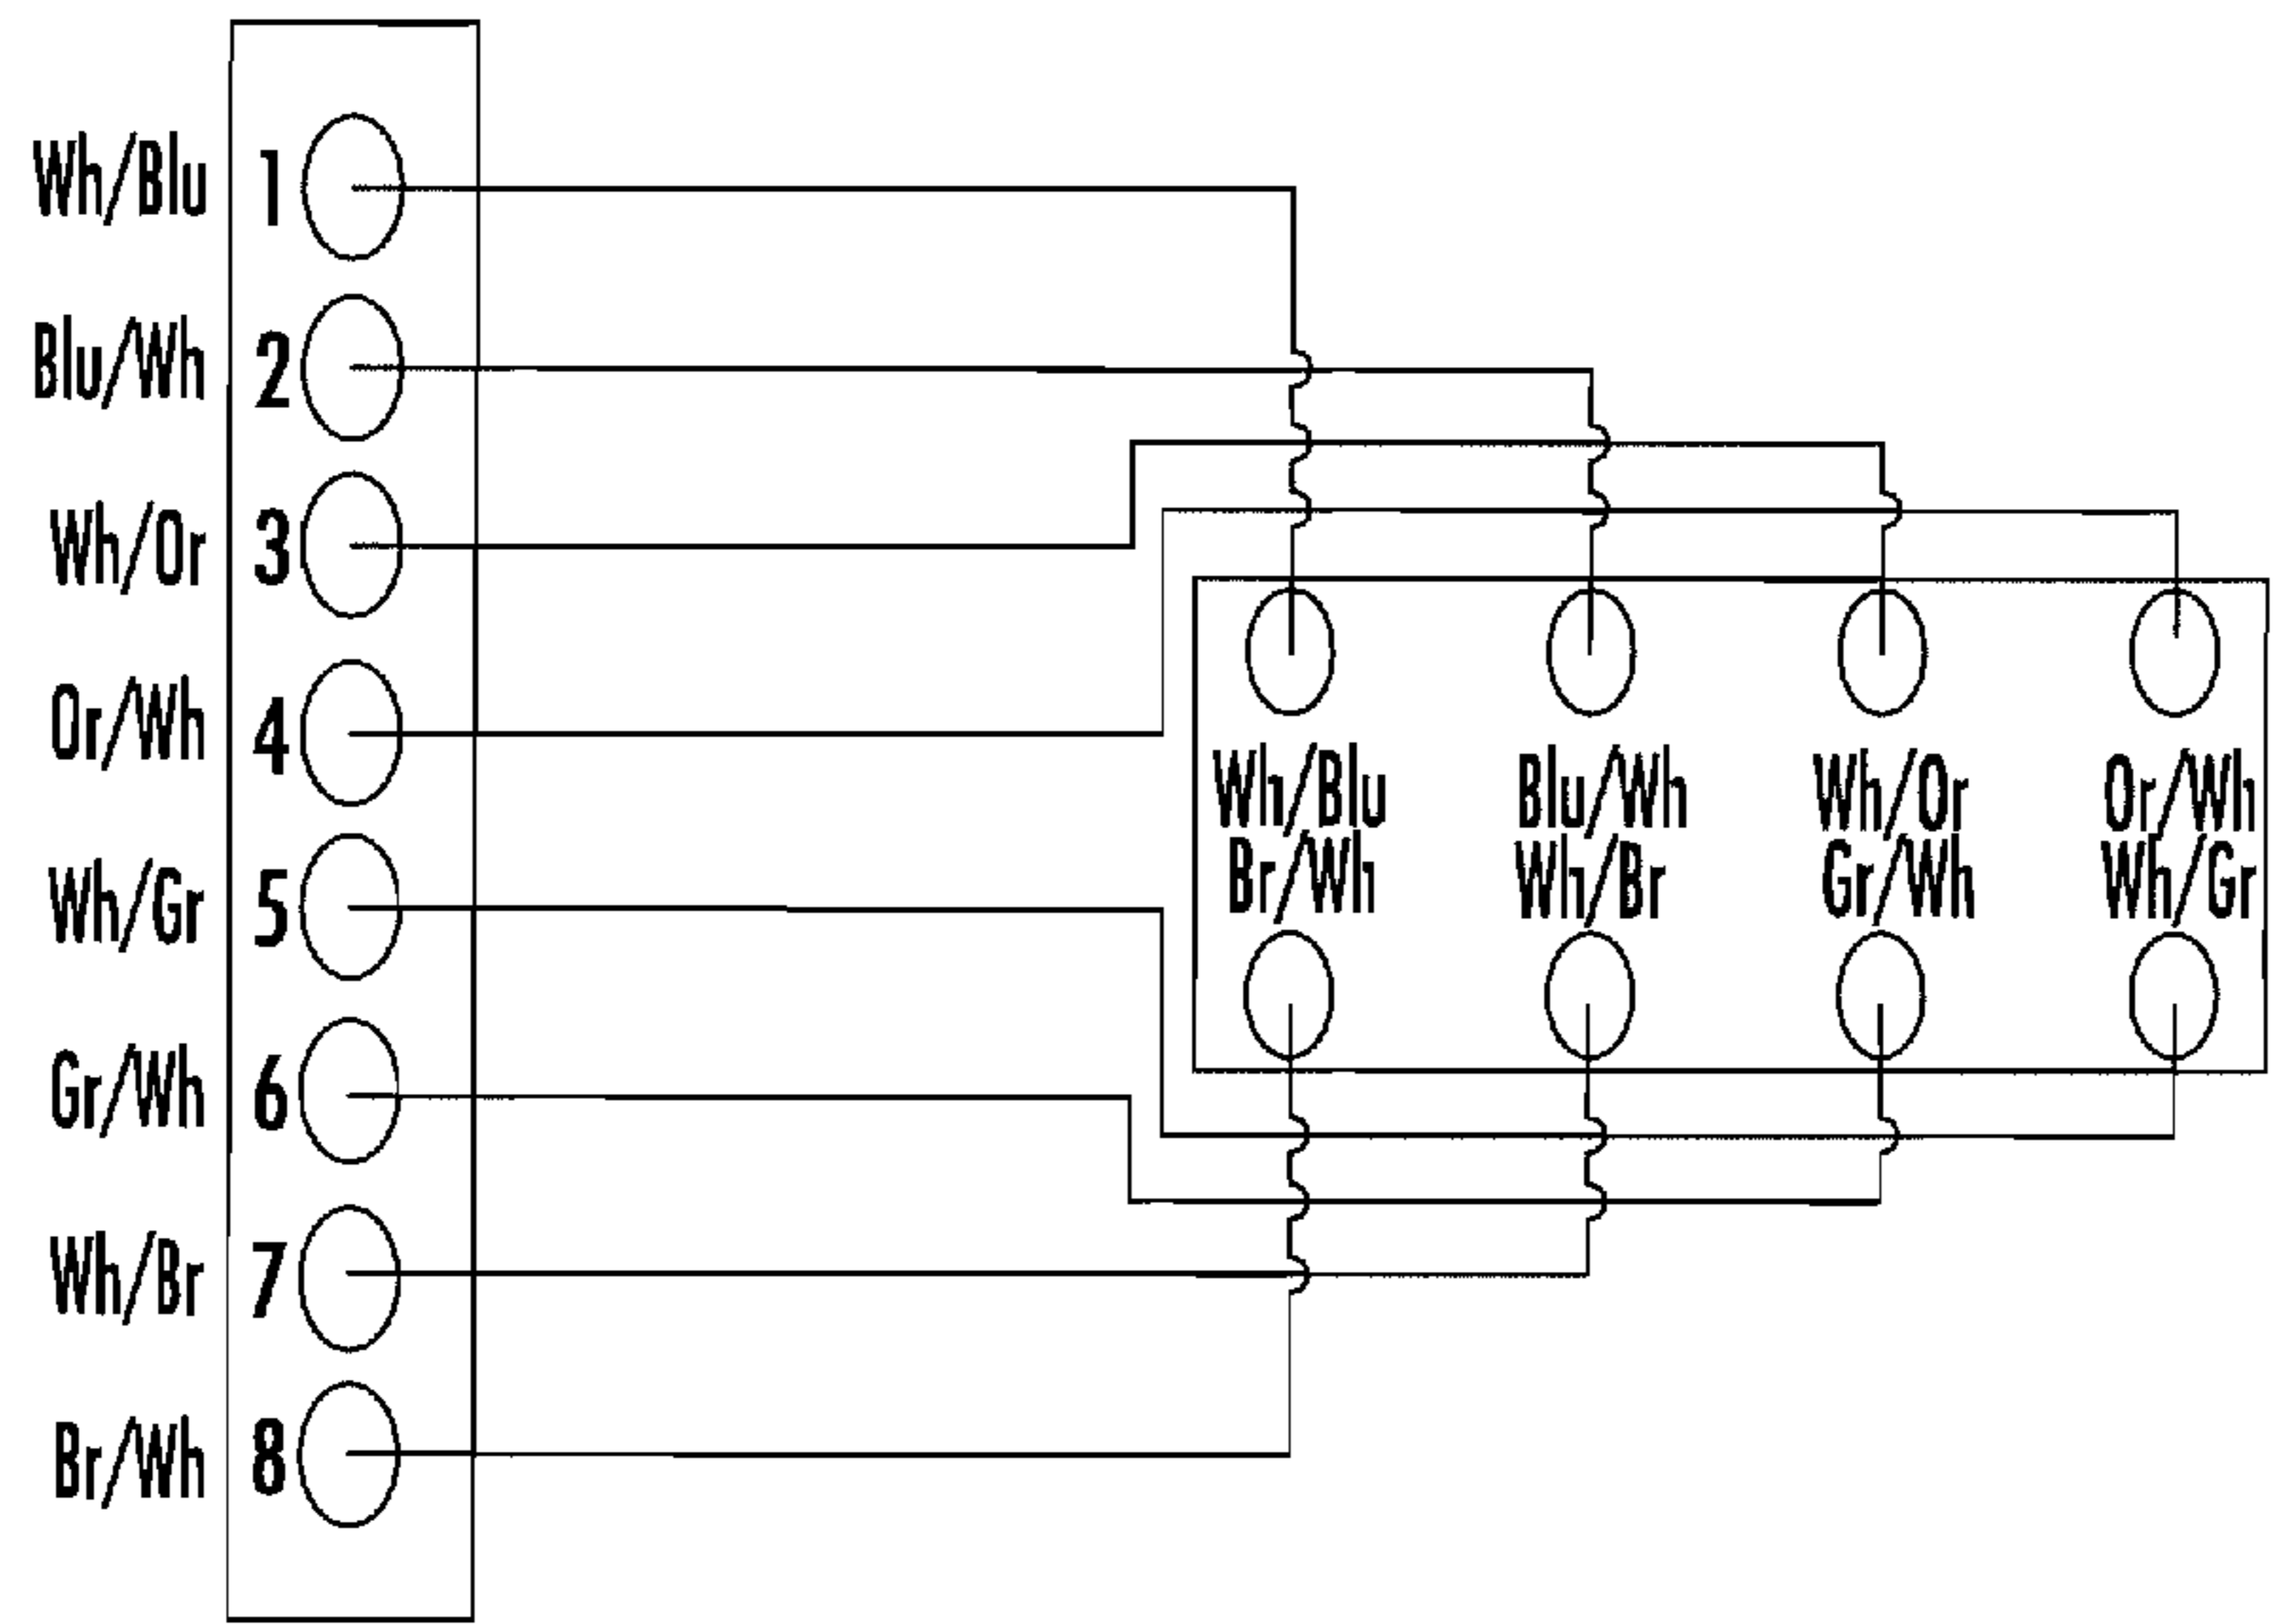 Wh/Blu 1
Blu/Wh 2
Wh/Or 3
Or/Wh 4
Wh/Gr 5
Gr/Wh 6
Wh/Br 7
Br/Wh 8
Wh/Blu Blu/Wh Wh/Or Or/Wh
Br/Wh Wh/Br Gr/Wh Wh/Gr